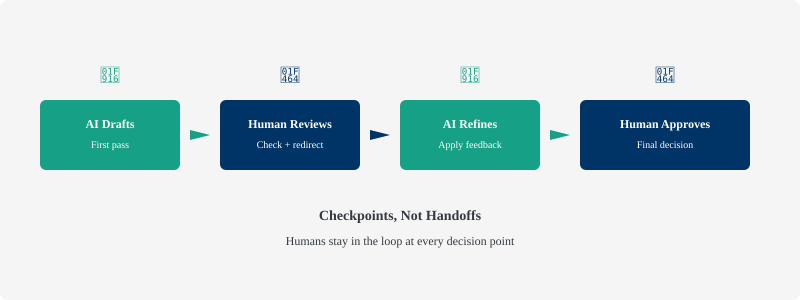 AI Drafts
First pass
Human Reviews
Check + redirect
AI Refines
Apply feedback
Human Approves
Final decision
Checkpoints, Not Handoffs
Humans stay in the loop at every decision point